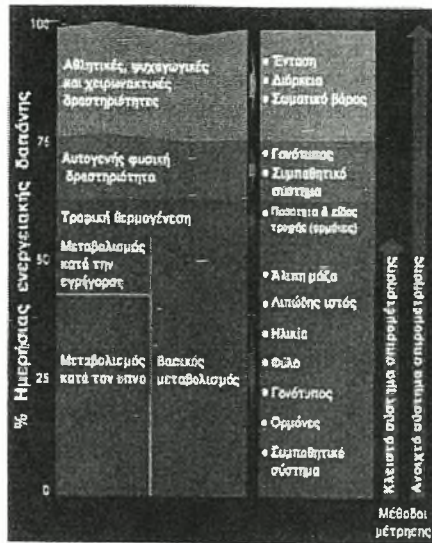 % Ημερήσιας ενεργειακής δαπάνης
100
75
50
25
0
Αθλητικές, ψυχαγωγικές
και χειρωνακτικές
δραστηριότητες
Αυτογενής φυσική
δραστηριότητα
Τροφική θερμογένεση
Μεταβολισμός
κατά την
εγρήγορση
Μεταβολισμός
κατά τον ύπνο
Βασικός
μεταβολισμός
• Ένταση
• Διάρκεια
• Σωματικό βάρος
• Γονότυπος
• Συμπαθητικό
σύστημα
• Ποσότητα & είδος
τροφής (ορμόνες)
• Άλιπη μάζα
• Λιπώδης ιστός
• Ηλικία
• Φύλο
• Γονότυπος
• Ορμόνες
• Συμπαθητικό
σύστημα
Κλειστό σύστημα σπιρομέτρησης
Ανοιχτό σύστημα σπιρομέτρησης
Μέθοδοι
μέτρησης